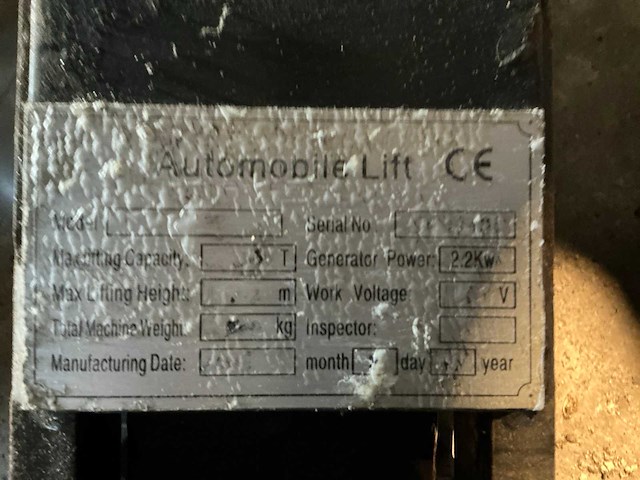 Automobile Lift CE
Model: Serial No
Max Lifting Capacity: T Generator Power: 2.2Kw
Max Lifting Height: m Work Voltage V
Total Machine Weight: kg Inspector:
Manufacturing Date: month day year